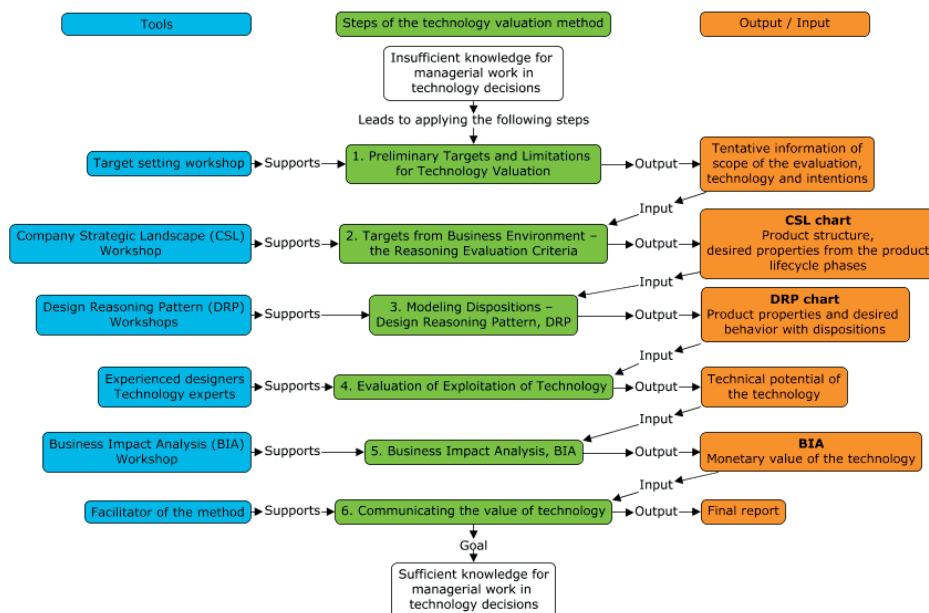 Tools
Steps of the technology valuation method
Output / Input
Insufficient knowledge for
managerial work in
technology decisions
Leads to applying the following steps
Target setting workshop
Supports
1. Preliminary Targets and Limitations
for Technology Valuation
Output
Tentative information of
scope of the evaluation,
technology and intentions
Input
Company Strategic Landscape (CSL)
Workshop
Supports
2. Targets from Business Environment –
the Reasoning Evaluation Criteria
Output
CSL chart
Product structure,
desired properties from the product
lifecycle phases
Input
Design Reasoning Pattern (DRP)
Workshops
Supports
3. Modeling Dispositions –
Design Reasoning Pattern, DRP
Output
DRP chart
Product properties and desired
behavior with dispositions
Input
Experienced designers
Technology experts
Supports
4. Evaluation of Exploitation of Technology
Output
Technical potential of
the technology
Input
Business Impact Analysis (BIA)
Workshop
Supports
5. Business Impact Analysis, BIA
Output
BIA
Monetary value of the technology
Input
Facilitator of the method
Supports
6. Communicating the value of technology
Output
Final report
Goal
Sufficient knowledge for
managerial work in
technology decisions